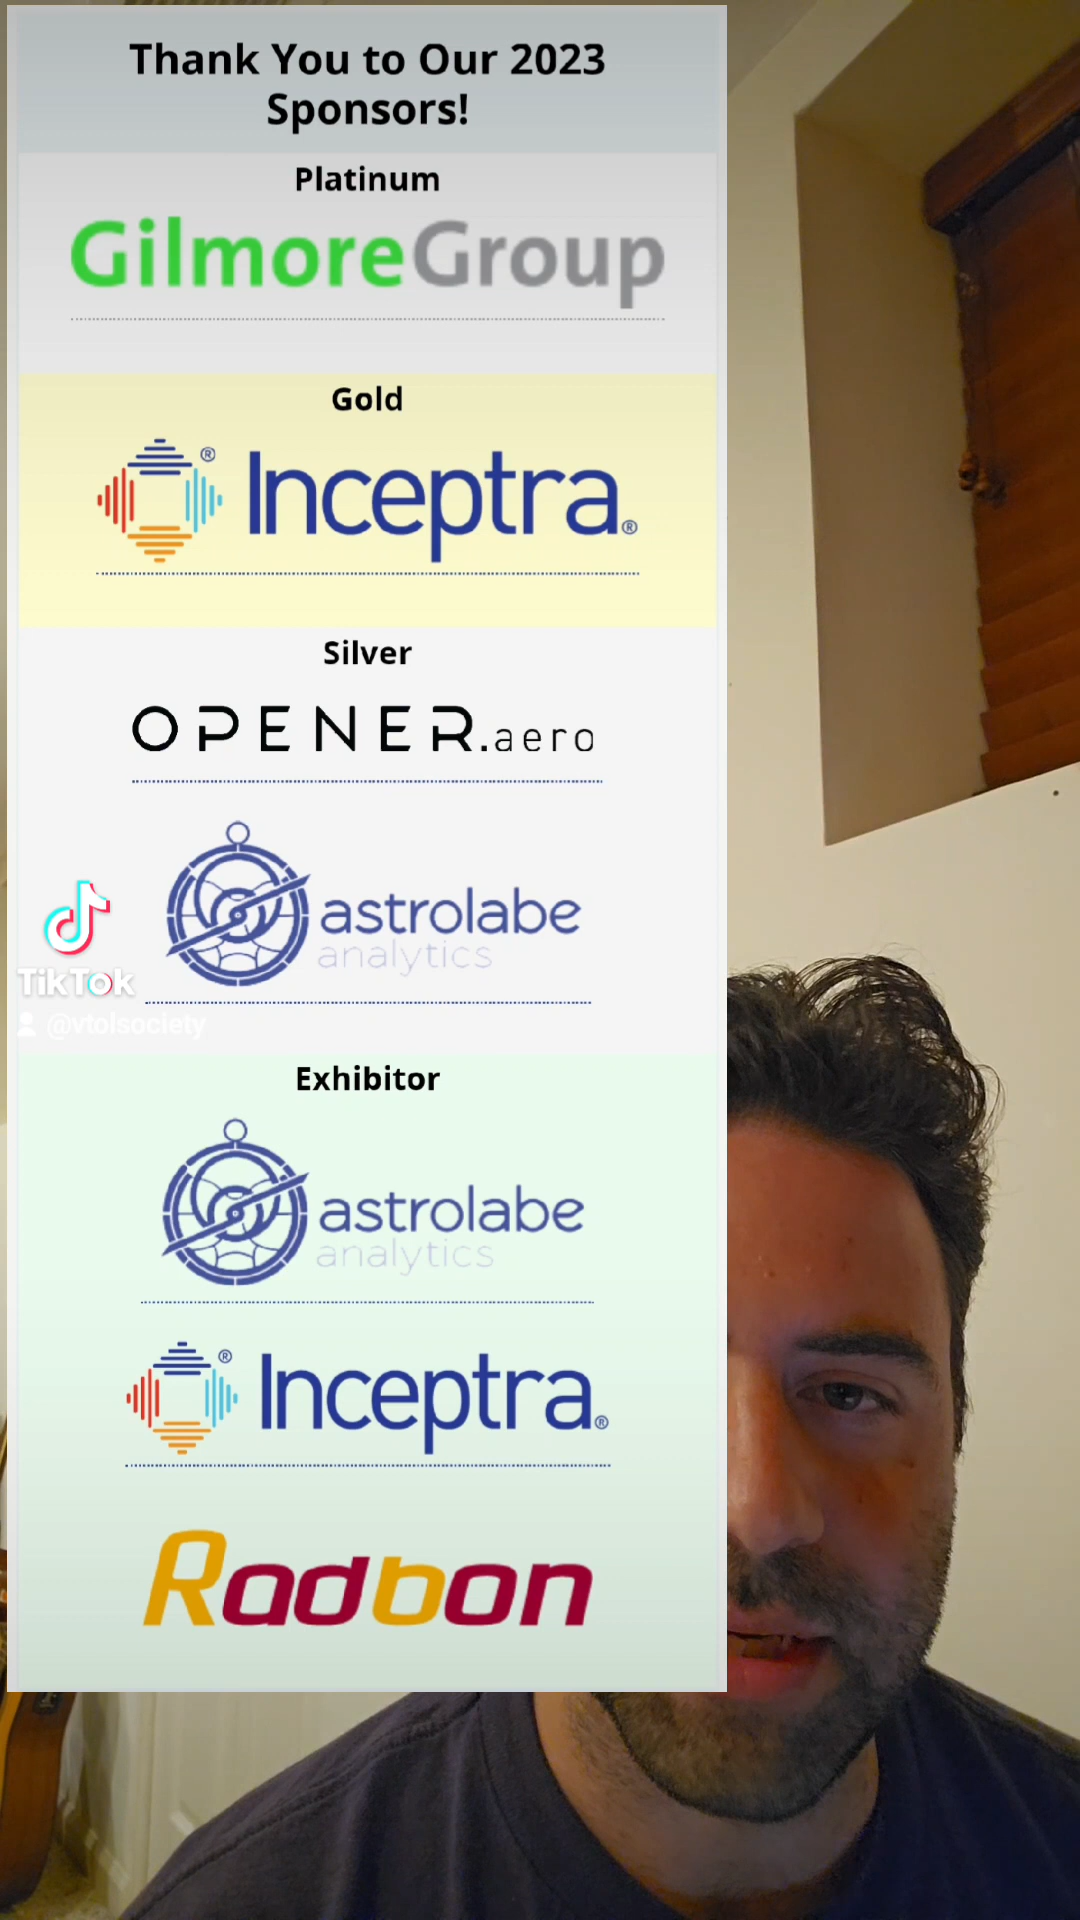 Thank You to Our 2023
Sponsors!
Platinum
GilmoreGroup
Gold
® Inceptra®
Silver
OPENER.aero
astrolabe
analytics
TikTok
@vtolsociety
Exhibitor
astrolabe
analytics
® Inceptra®
Radbon